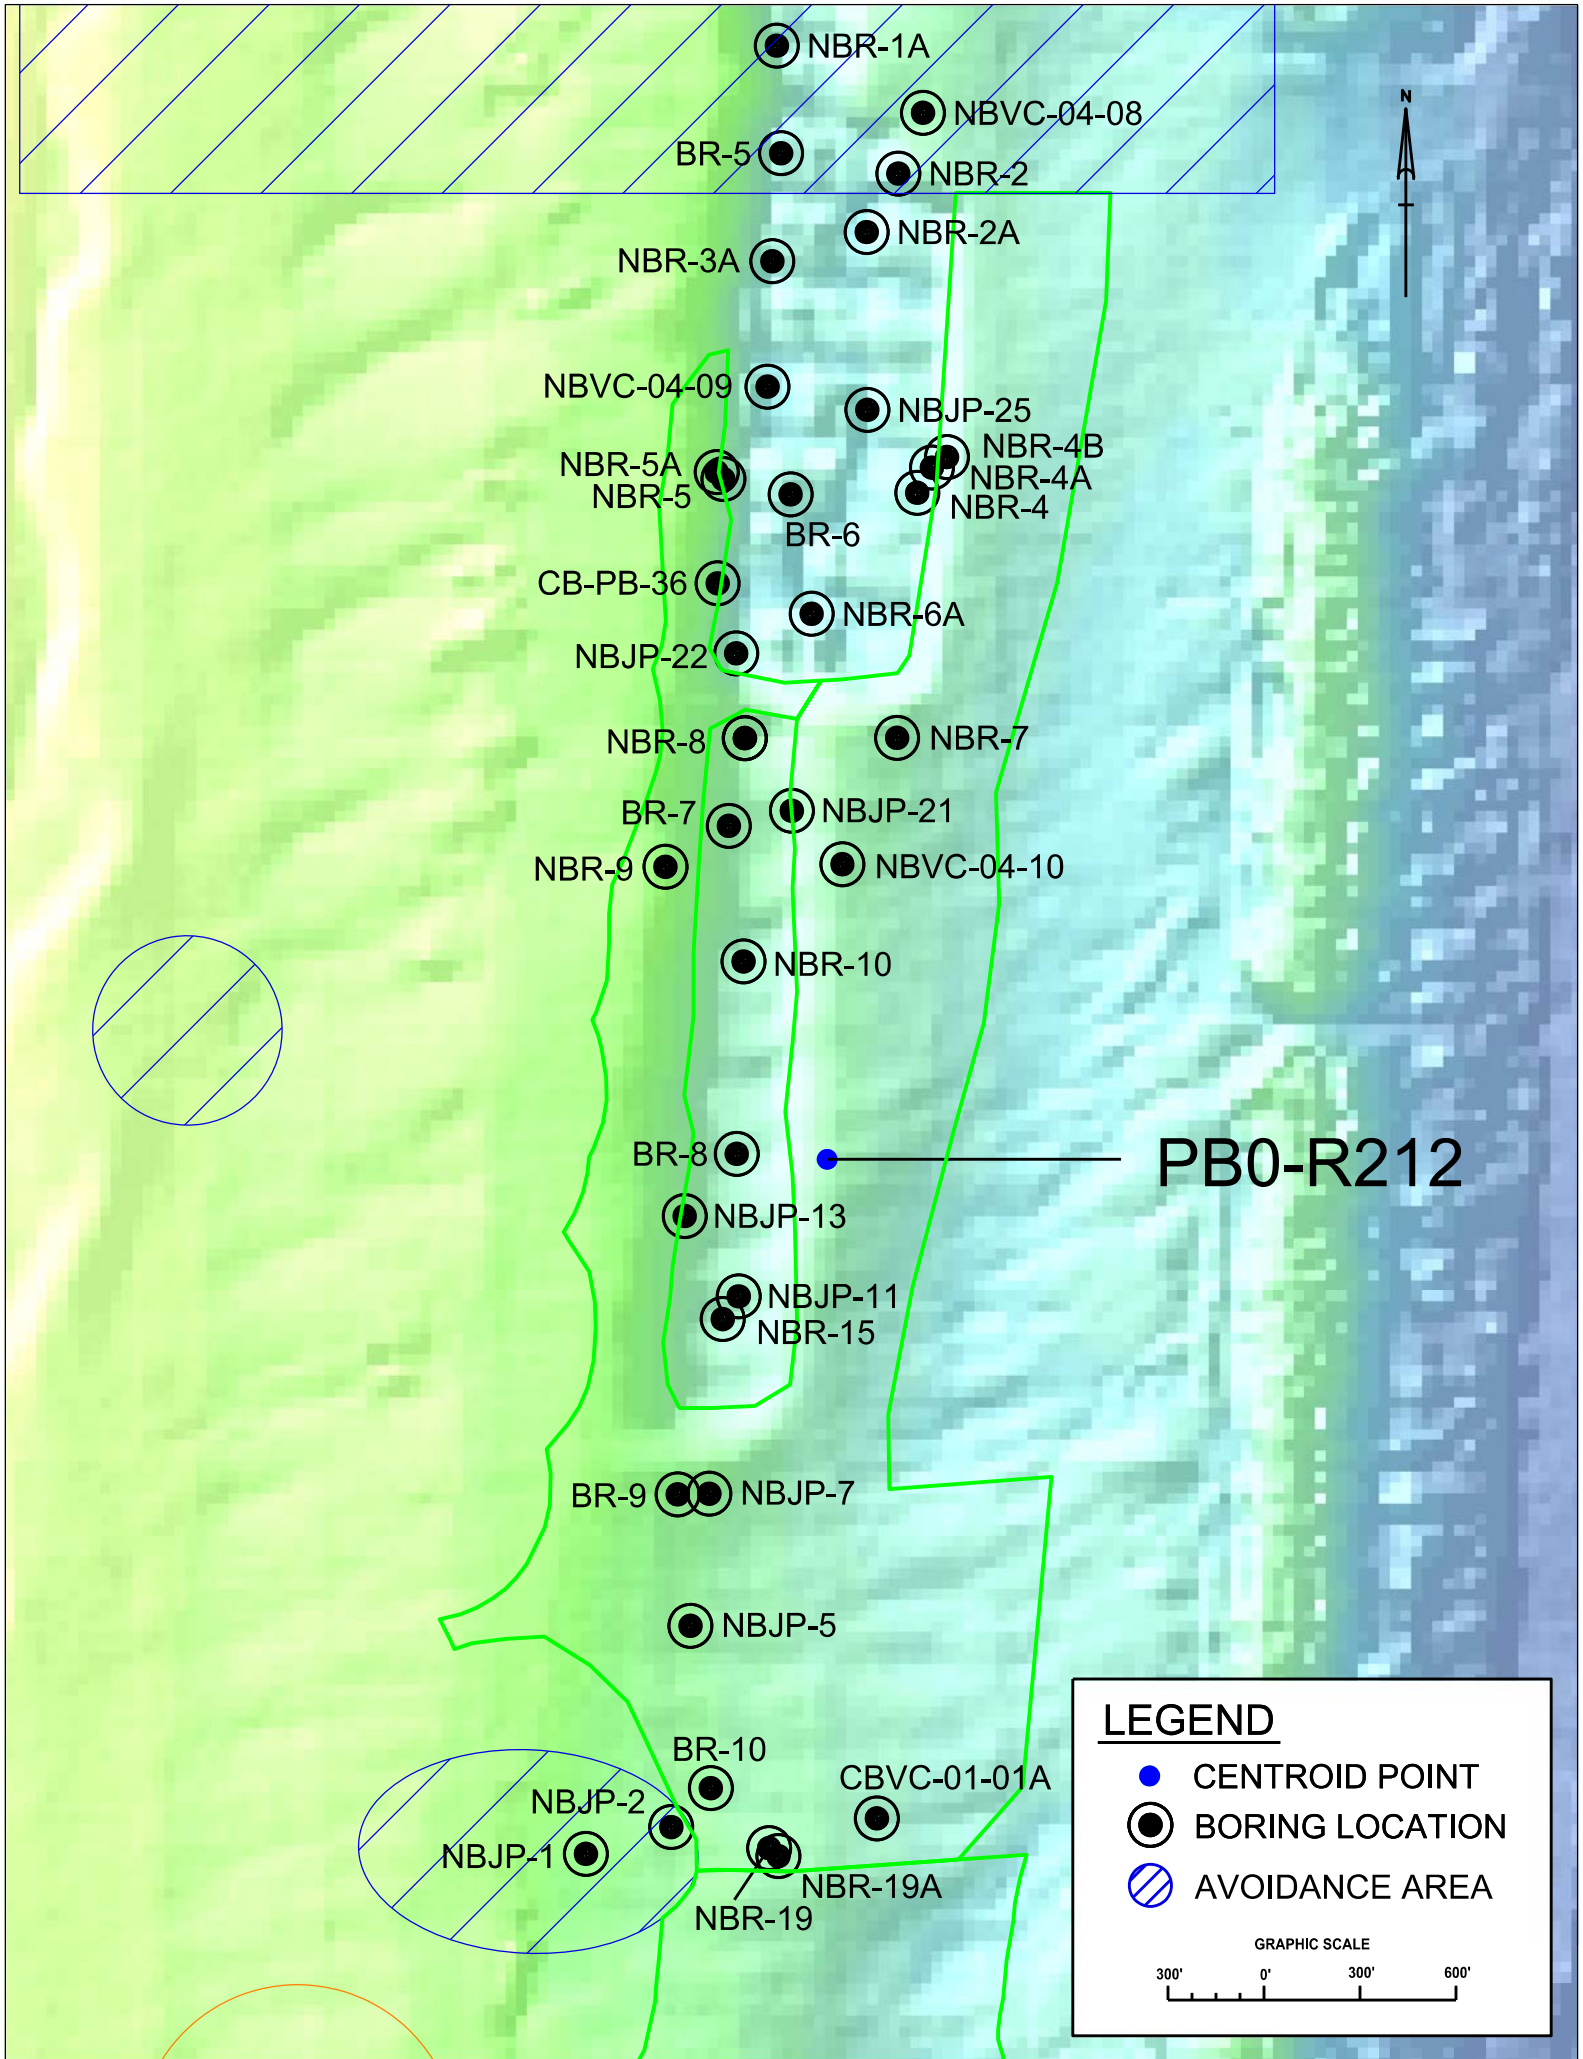 NBR-1A
NBVC-04-08
BR-5
NBR-2
N
NBR-2A
NBR-3A
NBVC-04-09
NBJP-25
NBR-4B
NBR-5A
NBR-4A
NBR-5
NBR-4
BR-6
CB-PB-36
NBR-6A
NBJP-22
NBR-8
NBR-7
BR-7
NBJP-21
NBR-9
NBVC-04-10
NBR-10
BR-8
PB0-R212
NBJP-13
NBJP-11
NBR-15
BR-9
NBJP-7
NBJP-5
BR-10
CBVC-01-01A
NBJP-2
NBJP-1
NBR-19A
NBR-19
LEGEND
CENTROID POINT
BORING LOCATION
AVOIDANCE AREA
GRAPHIC SCALE
300' 0' 300' 600'